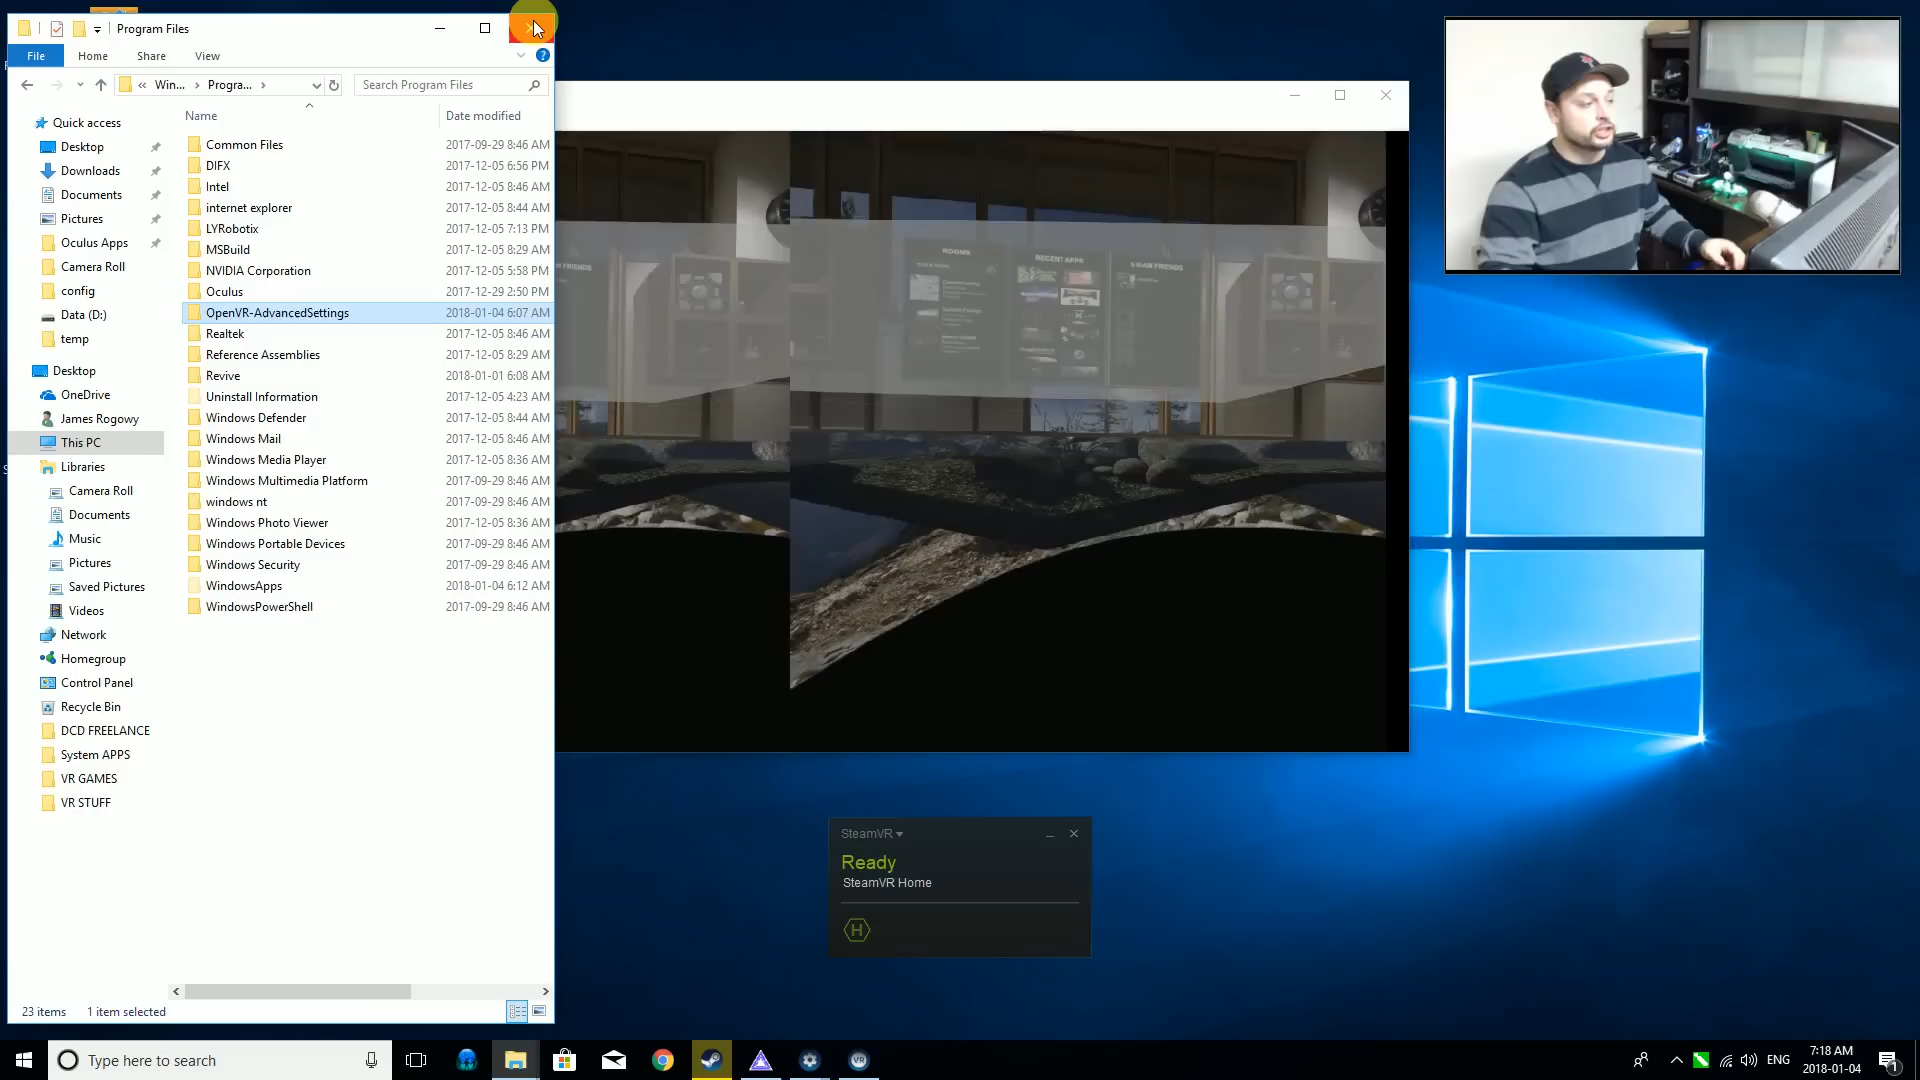 Program Files
File Home Share View
« Win... › Progra... › Search Program Files
Name Date modified
Quick access
Desktop
Downloads
Documents
Pictures
Oculus Apps
Camera Roll
config
Data (D:)
temp
Desktop
OneDrive
James Rogowy
This PC
Libraries
Camera Roll
Documents
Music
Pictures
Saved Pictures
Videos
Network
Homegroup
Control Panel
Recycle Bin
DCD FREELANCE
System APPS
VR GAMES
VR STUFF
Common Files 2017-09-29 8:46 AM
DIFX 2017-12-05 6:56 PM
Intel 2017-12-05 8:46 AM
internet explorer 2017-12-05 8:44 AM
LYRobotix 2017-12-05 7:13 PM
MSBuild 2017-12-05 8:29 AM
NVIDIA Corporation 2017-12-05 5:58 PM
Oculus 2017-12-29 2:50 PM
OpenVR-AdvancedSettings 2018-01-04 6:07 AM
Realtek 2017-12-05 8:46 AM
Reference Assemblies 2017-12-05 8:29 AM
Revive 2018-01-01 6:08 AM
Uninstall Information 2017-12-05 4:23 AM
Windows Defender 2017-12-05 8:44 AM
Windows Mail 2017-12-05 8:46 AM
Windows Media Player 2017-12-05 8:36 AM
Windows Multimedia Platform 2017-09-29 8:46 AM
windows nt 2017-09-29 8:46 AM
Windows Photo Viewer 2017-12-05 8:36 AM
Windows Portable Devices 2017-09-29 8:46 AM
Windows Security 2017-09-29 8:46 AM
WindowsApps 2018-01-04 6:12 AM
WindowsPowerShell 2017-09-29 8:46 AM
23 items 1 item selected
FRIENDS
ROOMS
RECENT APPS
STEAM FRIENDS
SteamVR
Ready
SteamVR Home
H
Type here to search
VR
ENG
7:18 AM
2018-01-04
1